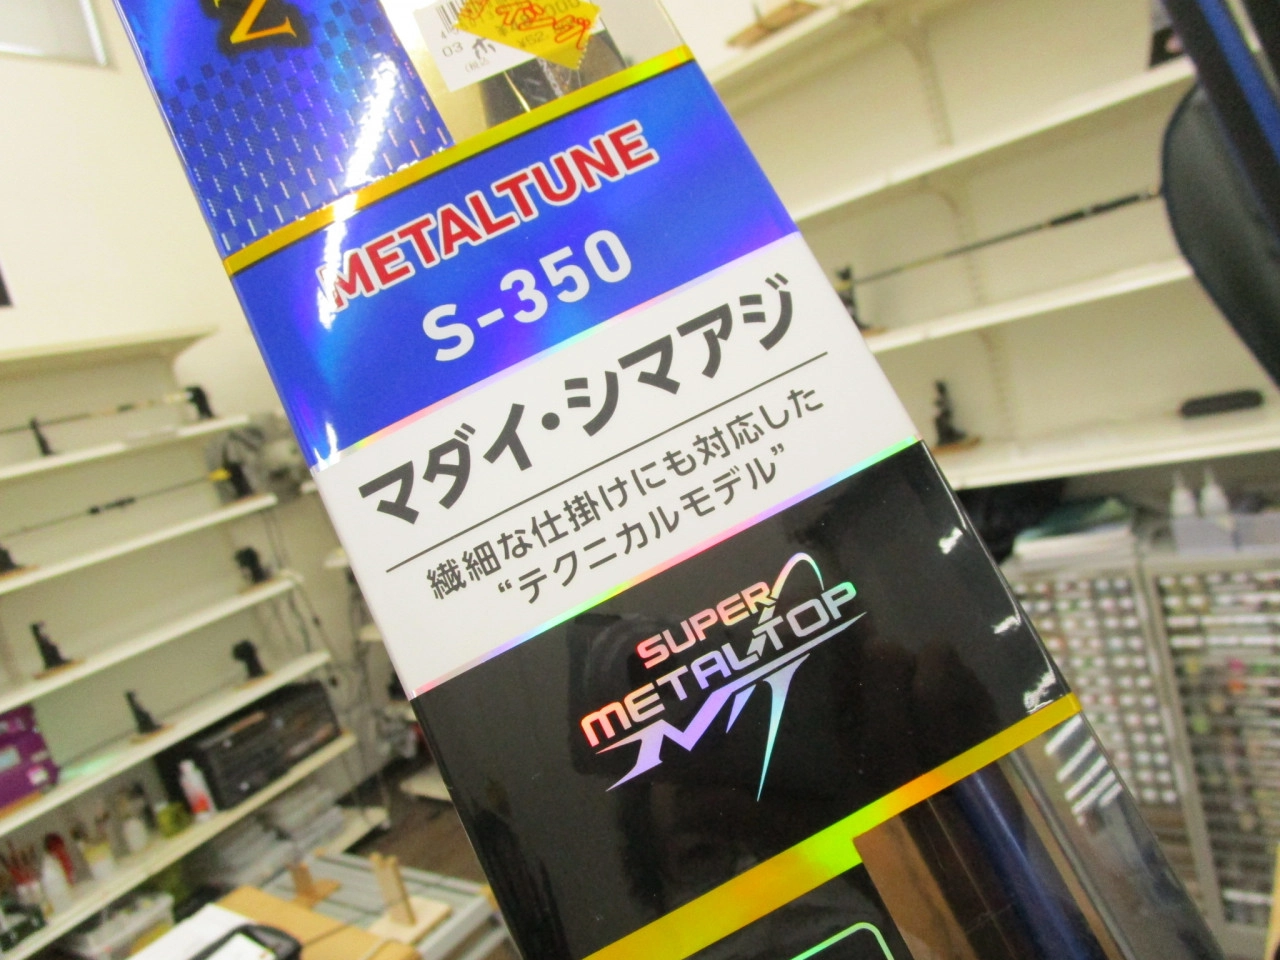 METALTUNE
S-350
マダイ・シマアジ
繊細な仕掛けにも対応した
“テクニカルモデル”
SUPER
METAL TOP